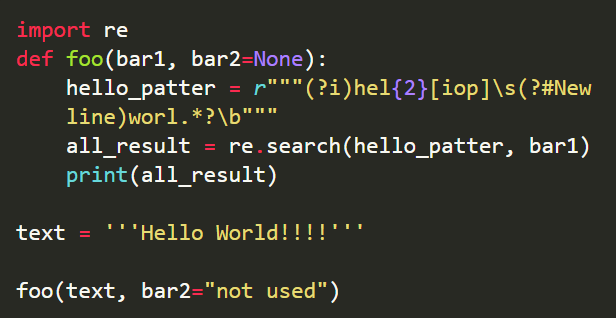 import re
def foo(bar1, bar2=None):
    hello_patter = r"""(?i)hel{2}[iop]\s(?#New
    line)worl.*?\b"""
    all_result = re.search(hello_patter, bar1)
    print(all_result)

text = '''Hello World!!!!'''

foo(text, bar2="not used")